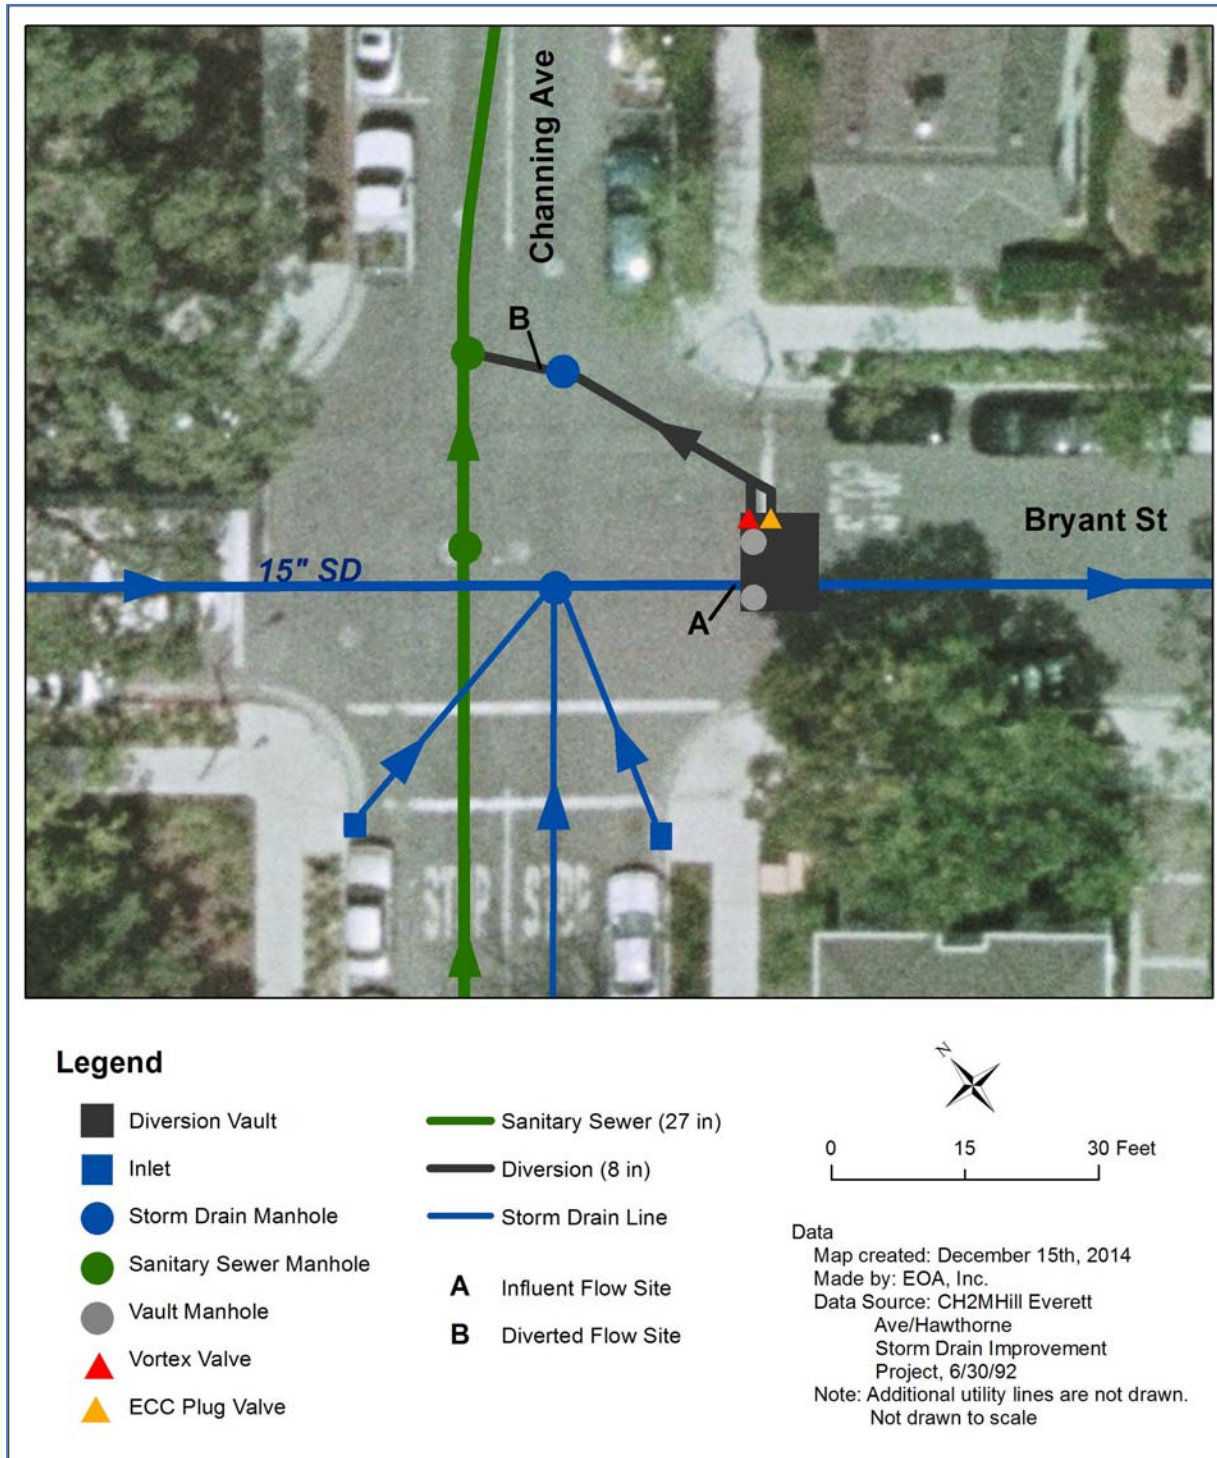 Channing Ave
B
Bryant St
15" SD
A
STOP
STOP
STOP
Legend
Diversion Vault
Inlet
Storm Drain Manhole
Sanitary Sewer Manhole
Vault Manhole
Vortex Valve
ECC Plug Valve
Sanitary Sewer (27 in)
Diversion (8 in)
Storm Drain Line
A Influent Flow Site
B Diverted Flow Site
N
0 15 30 Feet
Data
Map created: December 15th, 2014
Made by: EOA, Inc.
Data Source: CH2MHill Everett
Ave/Hawthorne
Storm Drain Improvement
Project, 6/30/92
Note: Additional utility lines are not drawn.
Not drawn to scale